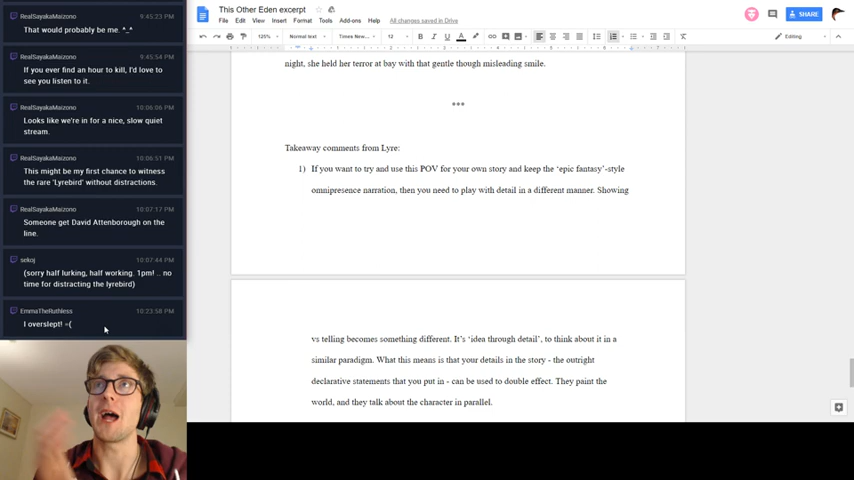 RealSayakaMaizono 9:45:23 PM
That would probably be me. ^_^
RealSayakaMaizono 9:45:54 PM
If you ever find an hour to kill, I'd love to
see you listen to it.
RealSayakaMaizono 10:06:06 PM
Looks like we're in for a nice, slow quiet
stream.
RealSayakaMaizono 10:06:51 PM
This might be my first chance to witness
the rare 'Lyrebird' without distractions.
RealSayakaMaizono 10:07:17 PM
Someone get David Attenborough on the
line.
sekoj 10:07:44 PM
(sorry half lurking, half working. 1pm! .. no
time for distracting the lyrebird)
EmmaTheRuthless 10:23:58 PM
I overslept! =(
This Other Eden excerpt
File Edit View Insert Format Tools Add-ons Help All changes saved in Drive
SHARE
125% Normal text Times New... 12 B I U A Editing
night, she held her terror at bay with that gentle though misleading smile.
***
Takeaway comments from Lyre:
1) If you want to try and use this POV for your own story and keep the 'epic fantasy'-style
omnipresence narration, then you need to play with detail in a different manner. Showing
vs telling becomes something different. It's 'idea through detail', to think about it in a
similar paradigm. What this means is that your details in the story - the outright
declarative statements that you put in - can be used to double effect. They paint the
world, and they talk about the character in parallel.